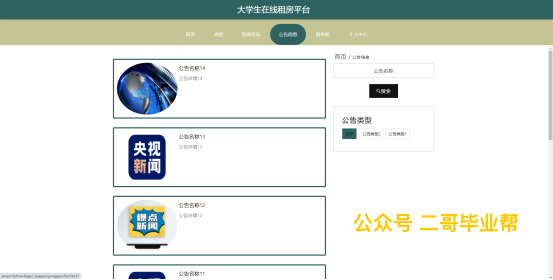 大学生在线租房平台
首页
房屋
租房论坛
公告信息
留言板
个人中心
首页 / 公告信息
公告名称
搜索
公告类型
公告类型2
公告类型1
公告名称14
公告详情14
央视
新闻
公告名称13
公告详情13
爆点
新闻
公告名称12
公告详情12
公告名称11
公众号 二哥毕业帮